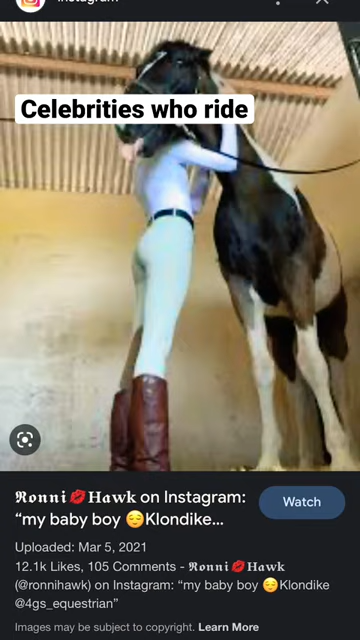 Celebrities who ride
𝕽𝖔𝖓𝖓𝖎💋𝐇𝐚𝐰𝐤 on Instagram:
“my baby boy 😌Klondike...
Watch
Uploaded: Mar 5, 2021
12.1k Likes, 105 Comments - 𝕽𝖔𝖓𝖓𝖎💋𝐇𝐚𝐰𝐤
(@ronnihawk) on Instagram: “my baby boy 😌Klondike
@4gs_equestrian”
Images may be subject to copyright. Learn More